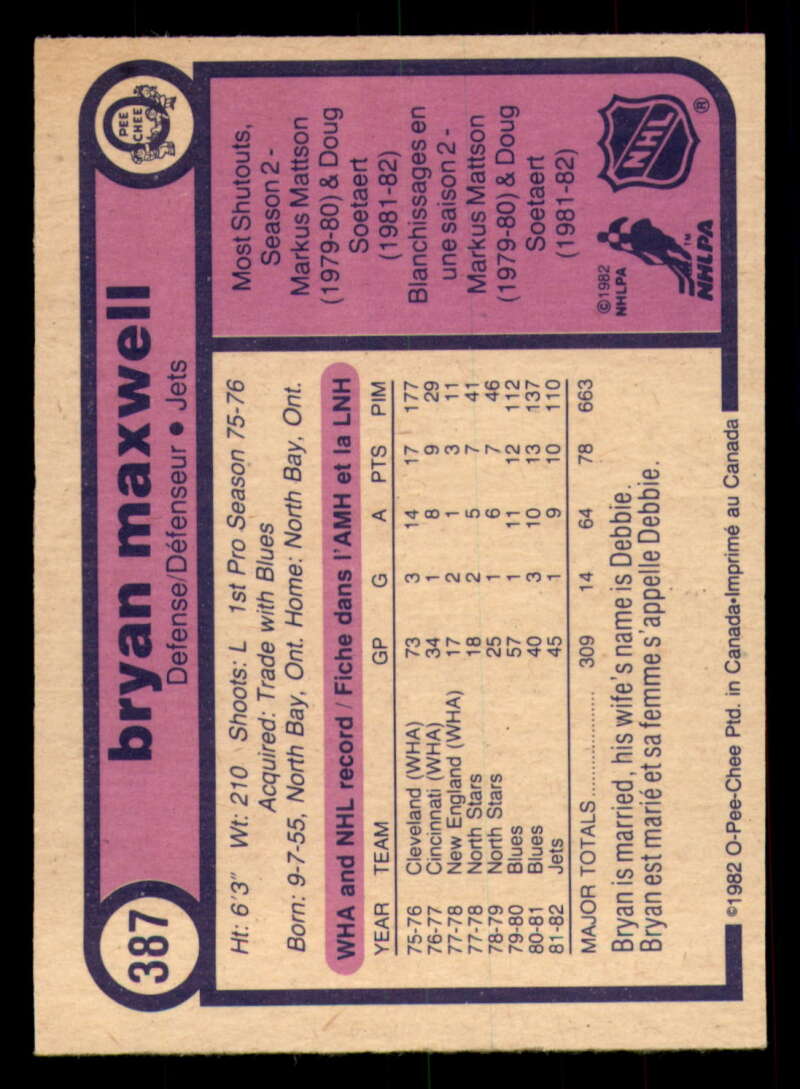 387
bryan maxwell
Defense/Défenseur • Jets
O
PEE
CHEE
Ht: 6'3" Wt: 210 Shoots: L 1st Pro Season 75-76
Acquired: Trade with Blues
Born: 9-7-55, North Bay, Ont. Home: North Bay, Ont.
WHA and NHL record / Fiche dans l'AMH et la LNH
YEAR TEAM GP G A PTS PIM
75-76 Cleveland (WHA) 73 3 14 17 177
76-77 Cincinnati (WHA) 34 1 8 9 29
77-78 New England (WHA) 17 2 1 3 11
77-78 North Stars 18 2 5 7 41
78-79 North Stars 25 1 6 7 46
79-80 Blues 57 1 11 12 112
80-81 Blues 40 3 10 13 137
81-82 Jets 45 1 9 10 110
MAJOR TOTALS.................... 309 14 64 78 663
Bryan is married, his wife's name is Debbie.
Bryan est marié et sa femme s'appelle Debbie.
Most Shutouts,
Season 2 -
Markus Mattson
(1979-80) & Doug
Soetaert
(1981-82)
Blanchissages en
une saison 2 -
Markus Mattson
(1979-80) & Doug
Soetaert
(1981-82)
©1982
NHLPA
™
NHLPA
NHL
®
©1982 O-Pee-Chee Ptd. in Canada•Imprimé au Canada